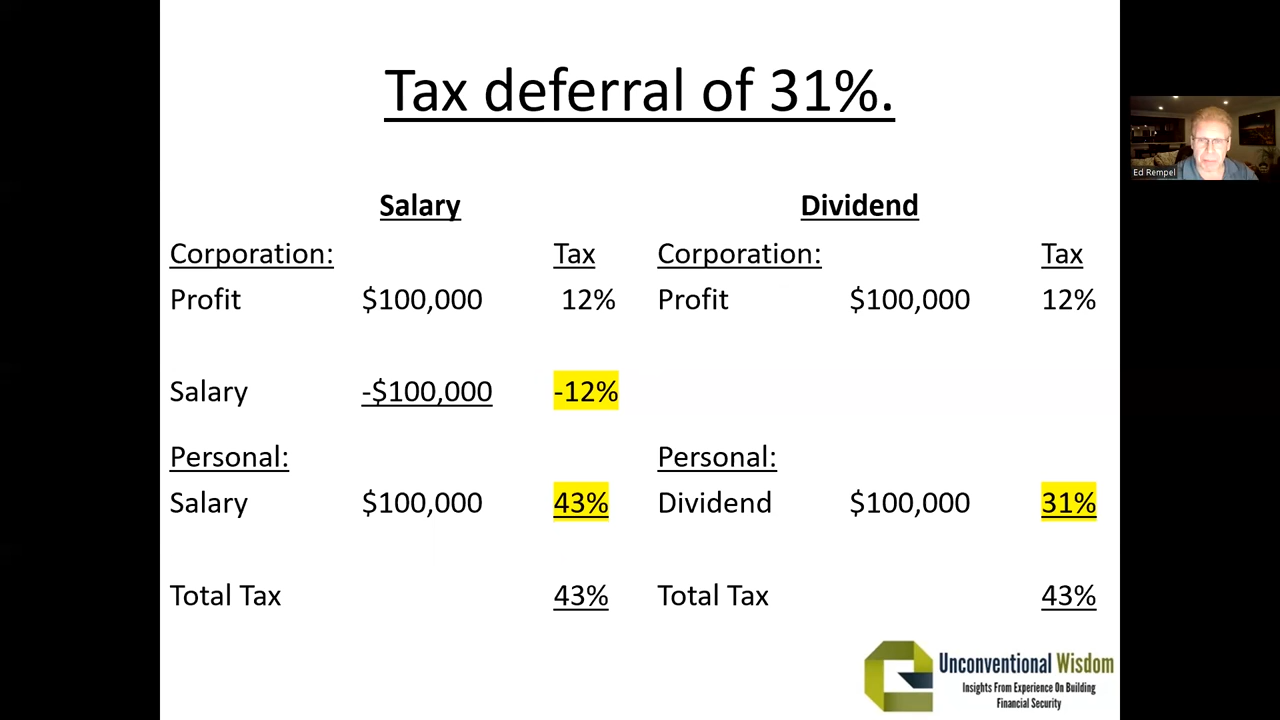 Tax deferral of 31%.
Salary Dividend
Corporation: Tax Corporation: Tax
Profit $100,000 12% Profit $100,000 12%
Salary -$100,000 -12%
Personal: Personal:
Salary $100,000 43% Dividend $100,000 31%
Total Tax 43% Total Tax 43%
Ed Rempel
Unconventional Wisdom
Insights From Experience On Building
Financial Security